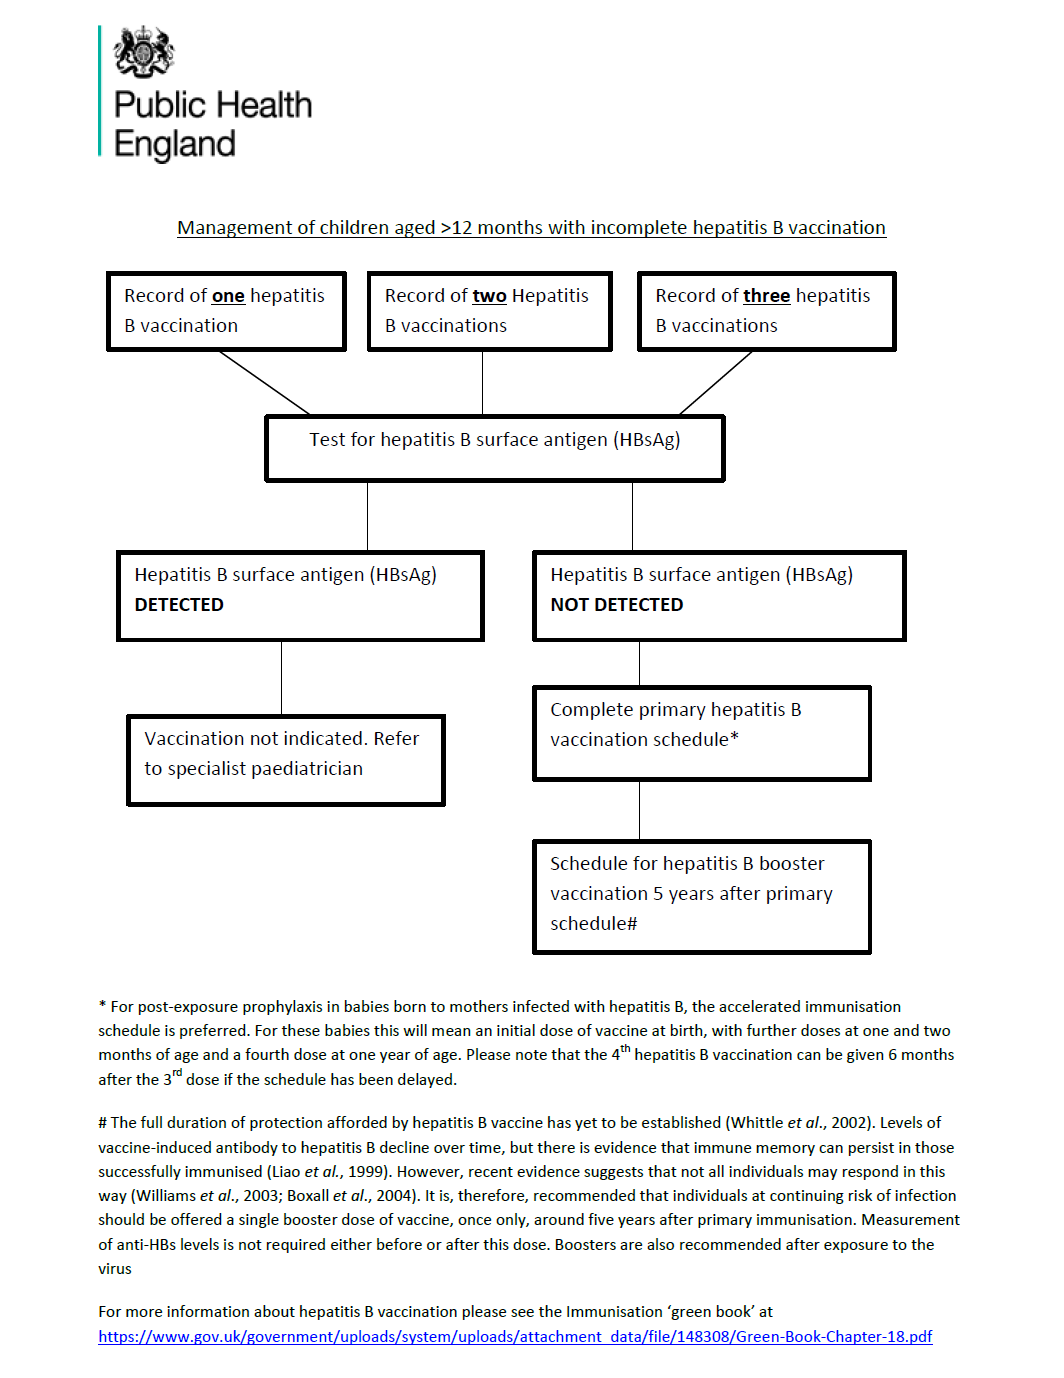 Public Health
England
Management of children aged >12 months with incomplete hepatitis B vaccination
Record of one hepatitis
B vaccination
Record of two Hepatitis
B vaccinations
Record of three hepatitis
B vaccinations
Test for hepatitis B surface antigen (HBsAg)
Hepatitis B surface antigen (HBsAg)
DETECTED
Hepatitis B surface antigen (HBsAg)
NOT DETECTED
Vaccination not indicated. Refer
to specialist paediatrician
Complete primary hepatitis B
vaccination schedule*
Schedule for hepatitis B booster
vaccination 5 years after primary
schedule#
* For post-exposure prophylaxis in babies born to mothers infected with hepatitis B, the accelerated immunisation
schedule is preferred. For these babies this will mean an initial dose of vaccine at birth, with further doses at one and two
months of age and a fourth dose at one year of age. Please note that the 4th hepatitis B vaccination can be given 6 months
after the 3rd dose if the schedule has been delayed.
# The full duration of protection afforded by hepatitis B vaccine has yet to be established (Whittle et al., 2002). Levels of
vaccine-induced antibody to hepatitis B decline over time, but there is evidence that immune memory can persist in those
successfully immunised (Liao et al., 1999). However, recent evidence suggests that not all individuals may respond in this
way (Williams et al., 2003; Boxall et al., 2004). It is, therefore, recommended that individuals at continuing risk of infection
should be offered a single booster dose of vaccine, once only, around five years after primary immunisation. Measurement
of anti-HBs levels is not required either before or after this dose. Boosters are also recommended after exposure to the
virus
For more information about hepatitis B vaccination please see the Immunisation ‘green book’ at
https://www.gov.uk/government/uploads/system/uploads/attachment_data/file/148308/Green-Book-Chapter-18.pdf